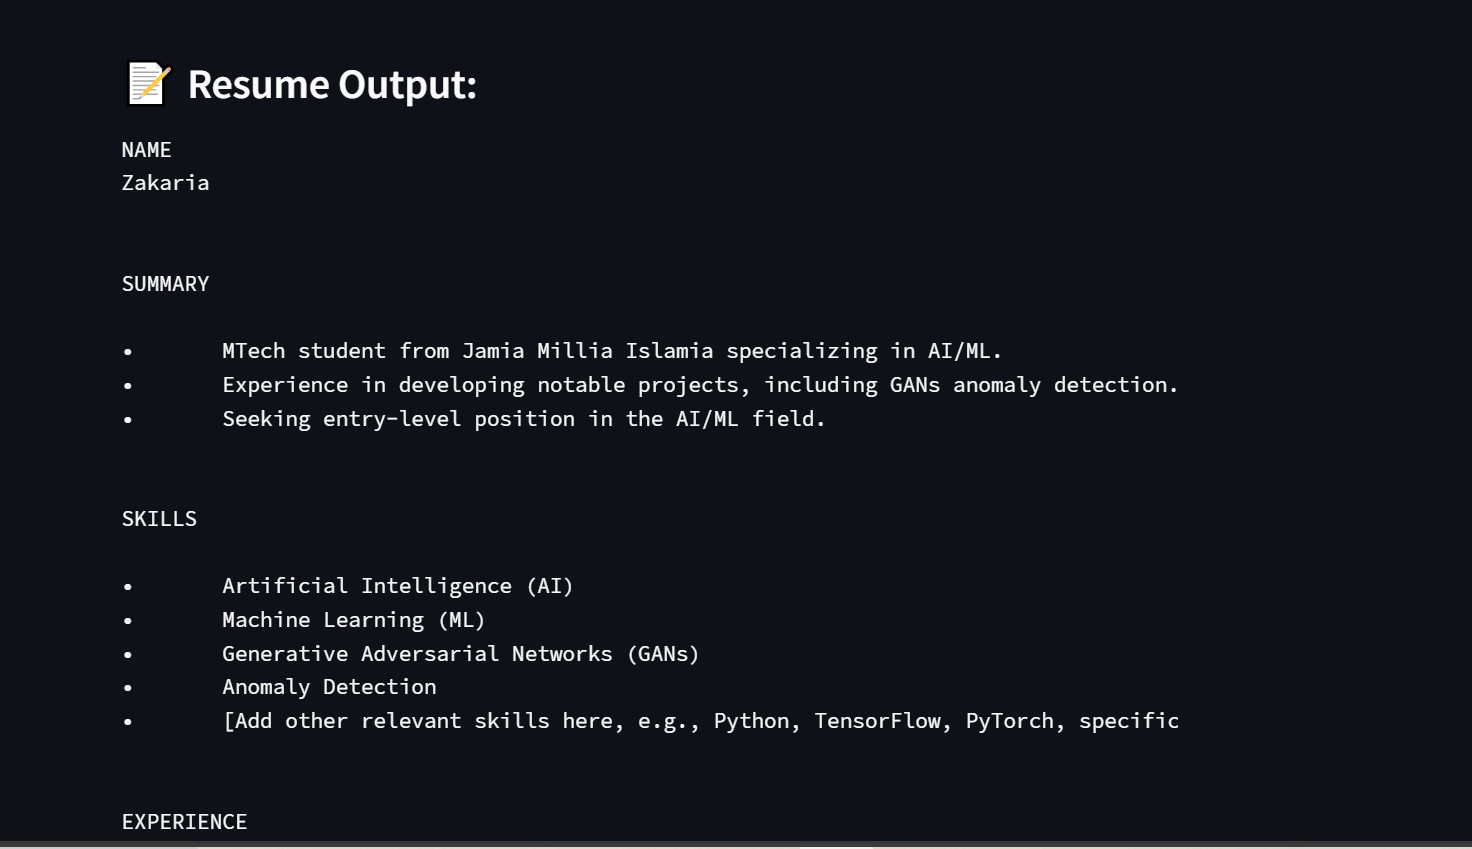 Resume Output:
NAME
Zakaria
SUMMARY
• MTech student from Jamia Millia Islamia specializing in AI/ML.
• Experience in developing notable projects, including GANs anomaly detection.
• Seeking entry-level position in the AI/ML field.
SKILLS
• Artificial Intelligence (AI)
• Machine Learning (ML)
• Generative Adversarial Networks (GANs)
• Anomaly Detection
• [Add other relevant skills here, e.g., Python, TensorFlow, PyTorch, specific
EXPERIENCE